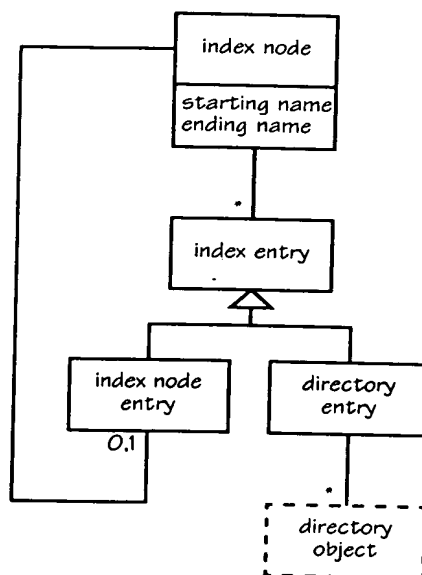 index node
starting name
ending name
*
index entry
index node
entry
directory
entry
0,1
*
directory
object